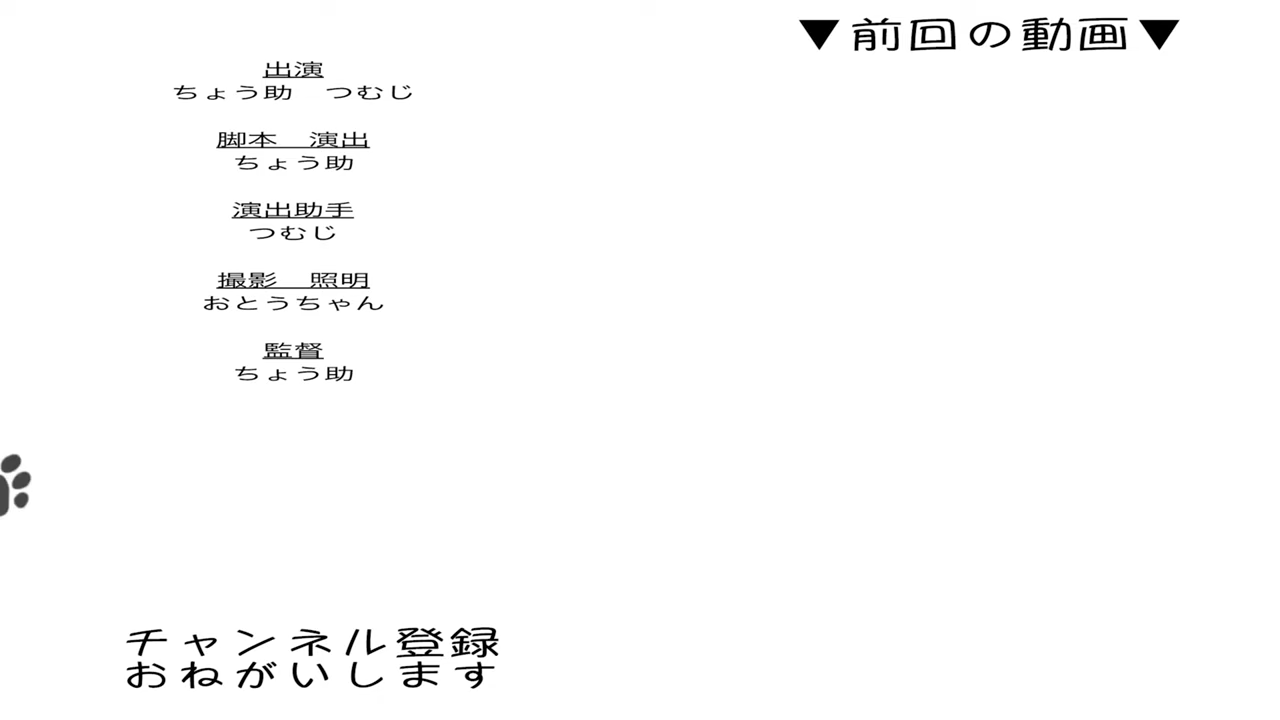 ▼前回の動画▼
出演
ちょう助　つむじ
脚本　演出
ちょう助
演出助手
つむじ
撮影　照明
おとうちゃん
監督
ちょう助
チャンネル登録
おねがいします